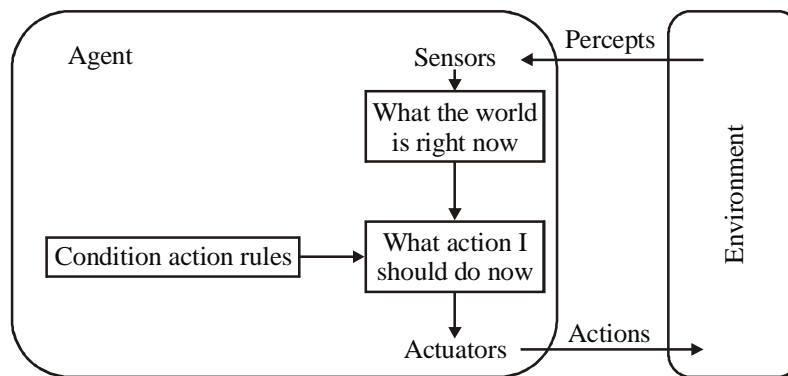 Agent
Sensors
Percepts
What the world
is right now
Environment
Condition action rules
What action I
should do now
Actuators
Actions